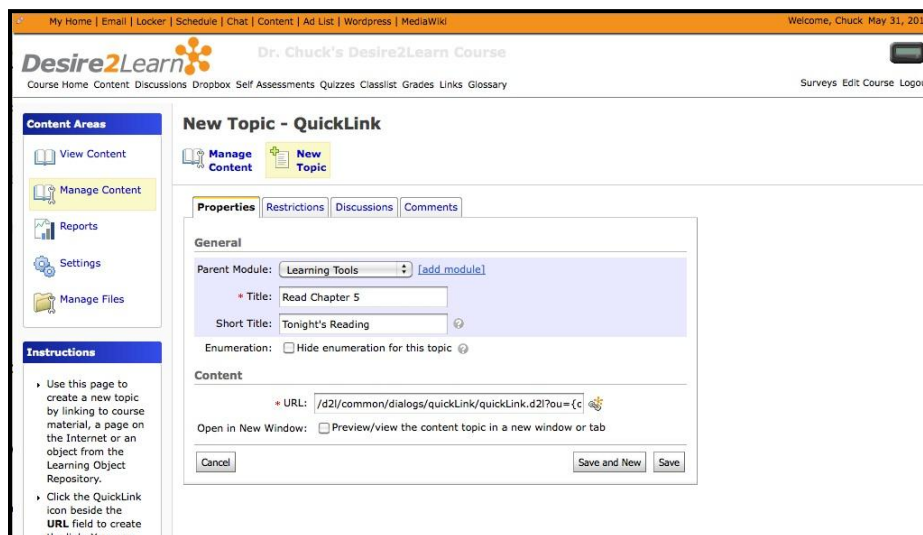 My Home | Email | Locker | Schedule | Chat | Content | Ad List | Wordpress | MediaWiki
Welcome, Chuck May 31, 201
Desire2Learn
Dr. Chuck's Desire2Learn Course
Course Home Content Discussions Dropbox Self Assessments Quizzes Classlist Grades Links Glossary
Surveys Edit Course Logou
Content Areas
View Content
Manage Content
Reports
Settings
Manage Files
Instructions
Use this page to
create a new topic
by linking to course
material, a page on
the Internet or an
object from the
Learning Object
Repository.
Click the QuickLink
icon beside the
URL field to create
New Topic - QuickLink
Manage
Content
New
Topic
Properties Restrictions Discussions Comments
General
Parent Module: Learning Tools [add module]
* Title: Read Chapter 5
Short Title: Tonight's Reading
Enumeration: Hide enumeration for this topic
Content
* URL: /d2l/common/dialogs/quickLink/quickLink.d2l?ou={c
Open in New Window: Preview/view the content topic in a new window or tab
Cancel Save and New Save